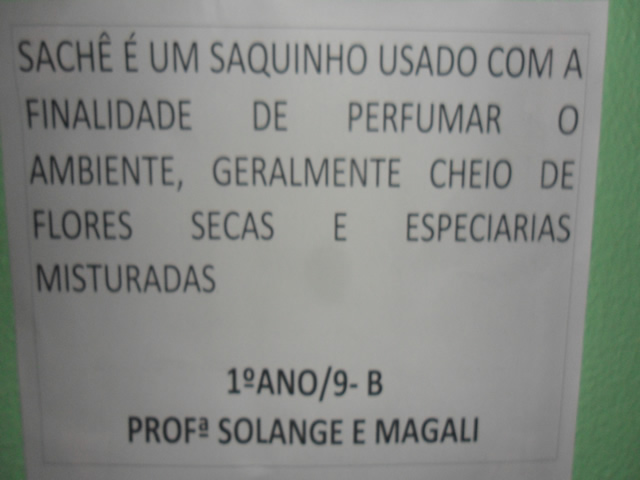 SACHÊ É UM SAQUINHO USADO COM A
FINALIDADE DE PERFUMAR O
AMBIENTE, GERALMENTE CHEIO DE
FLORES SECAS E ESPECIARIAS
MISTURADAS
1ºANO/9- B
PROFª SOLANGE E MAGALI